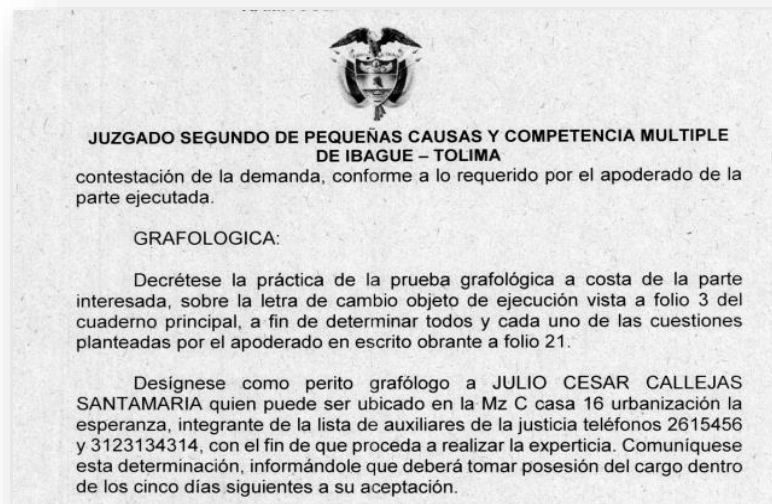 JUZGADO SEGUNDO DE PEQUEÑAS CAUSAS Y COMPETENCIA MULTIPLE
DE IBAGUE – TOLIMA
contestación de la demanda, conforme a lo requerido por el apoderado de la
parte ejecutada.
GRAFOLOGICA:
Decrétese la práctica de la prueba grafológica a costa de la parte
interesada, sobre la letra de cambio objeto de ejecución vista a folio 3 del
cuaderno principal, a fin de determinar todos y cada uno de las cuestiones
planteadas por el apoderado en escrito obrante a folio 21.
Desígnese como perito grafólogo a JULIO CESAR CALLEJAS
SANTAMARIA quien puede ser ubicado en la Mz C casa 16 urbanización la
esperanza, integrante de la lista de auxiliares de la justicia teléfonos 2615456
y 3123134314, con el fin de que proceda a realizar la experticia. Comuníquese
esta determinación, informándole que deberá tomar posesión del cargo dentro
de los cinco días siguientes a su aceptación.